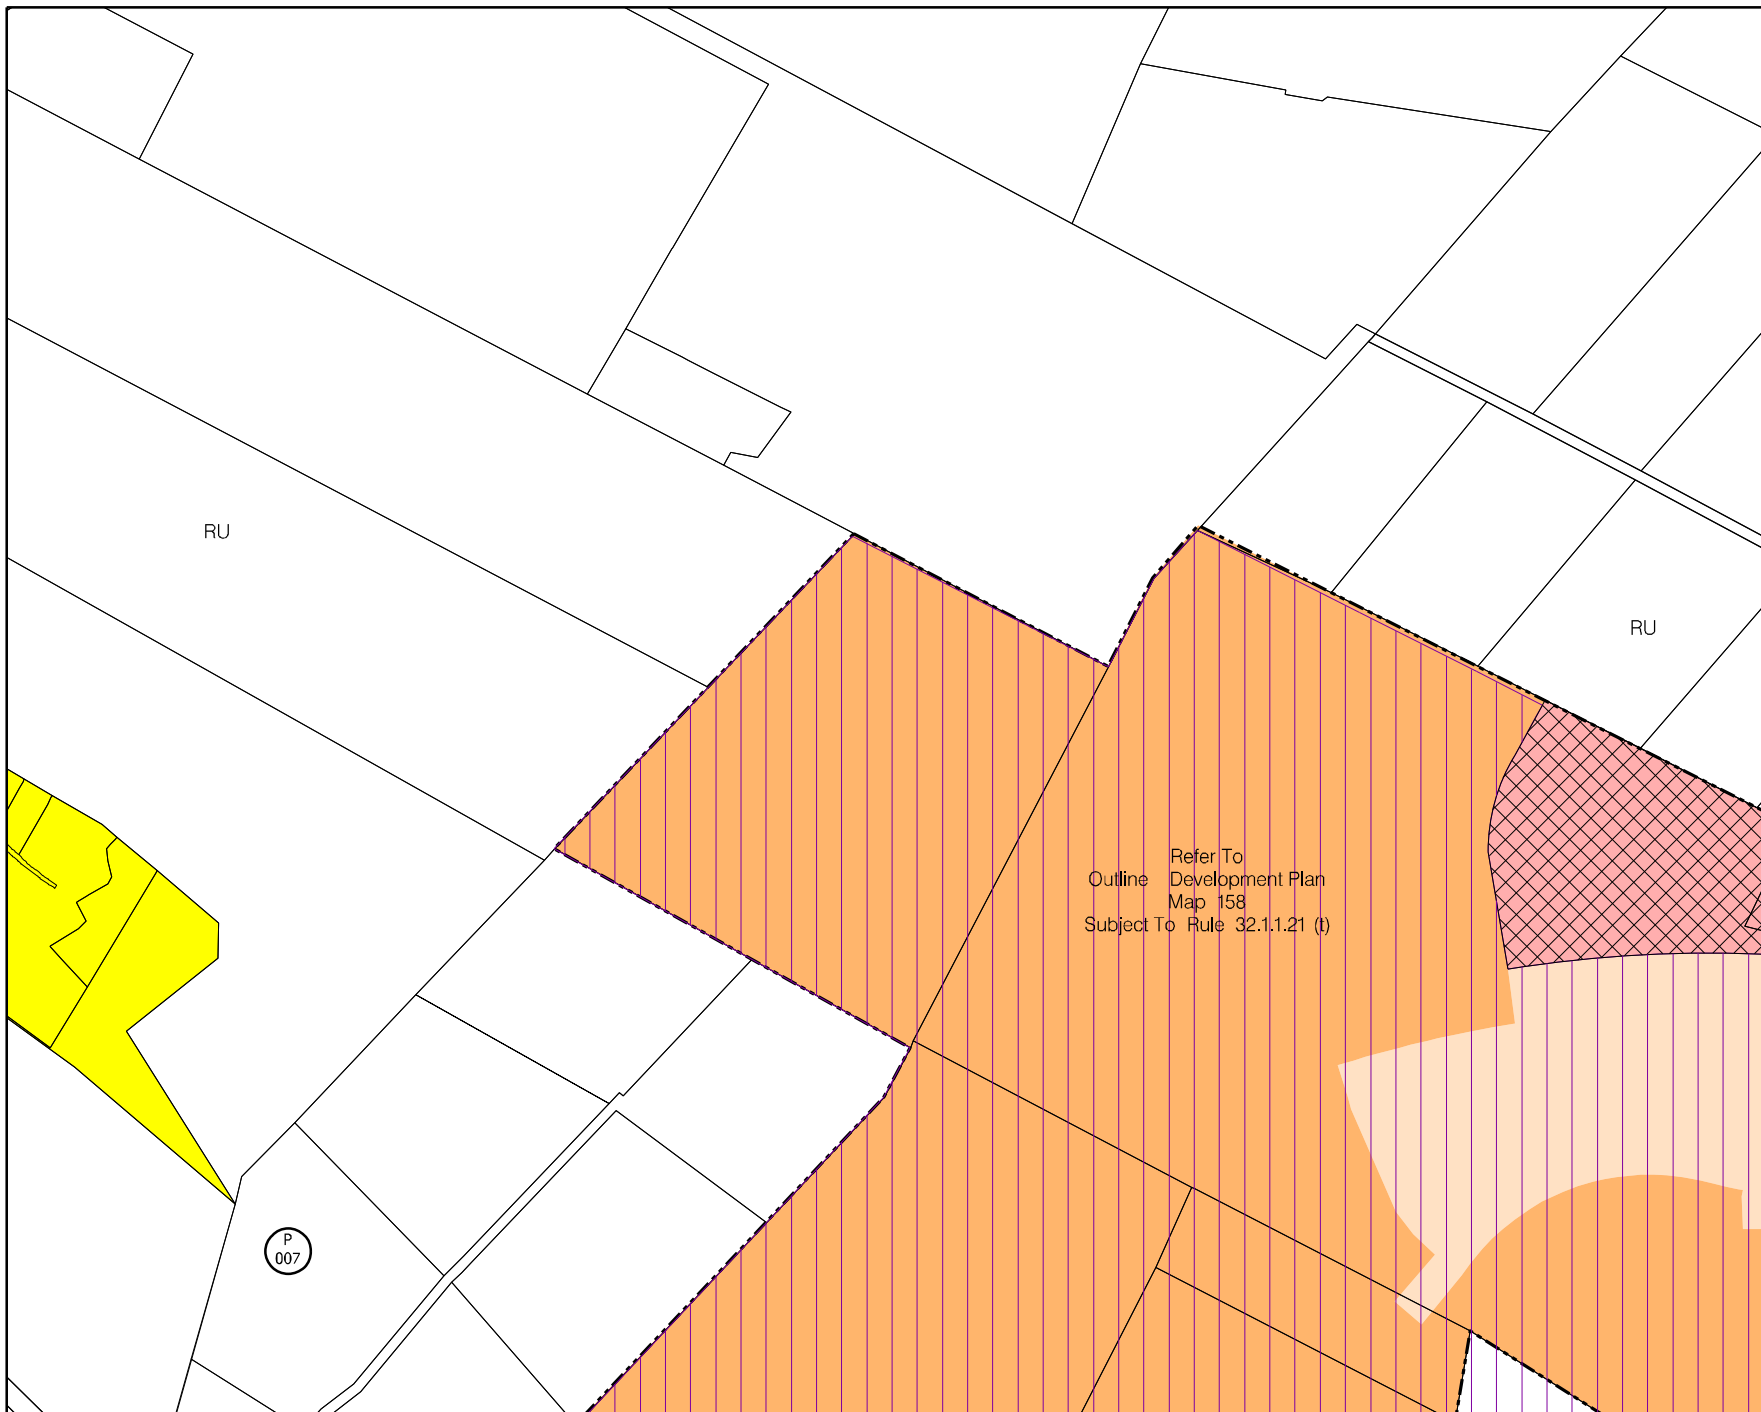 RU
RU
Refer To
Outline Development Plan
Map 158
Subject To Rule 32.1.1.21 (t)
P
007